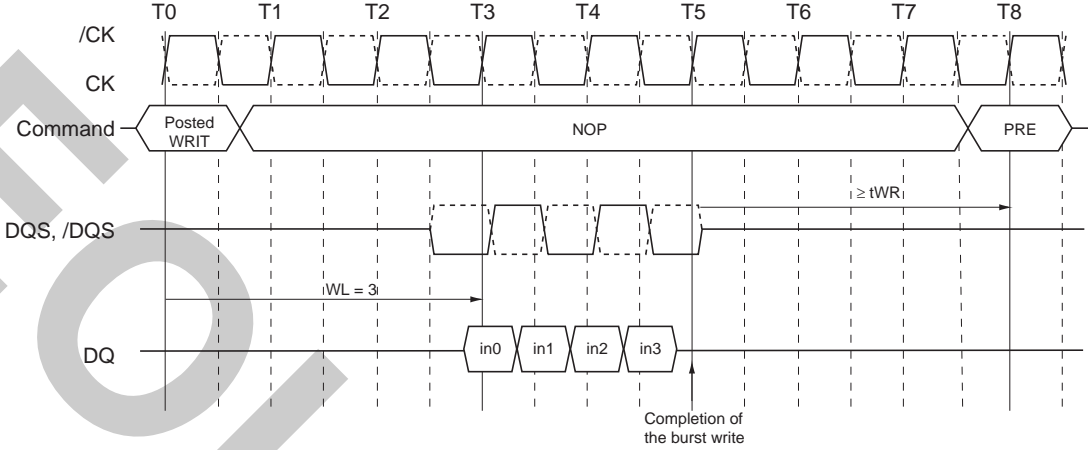 T0 T1 T2 T3 T4 T5 T6 T7 T8
/CK
CK
Command
Posted
WRIT
NOP
PRE
≥ tWR
DQS, /DQS
WL = 3
DQ
in0 in1 in2 in3
Completion of
the burst write